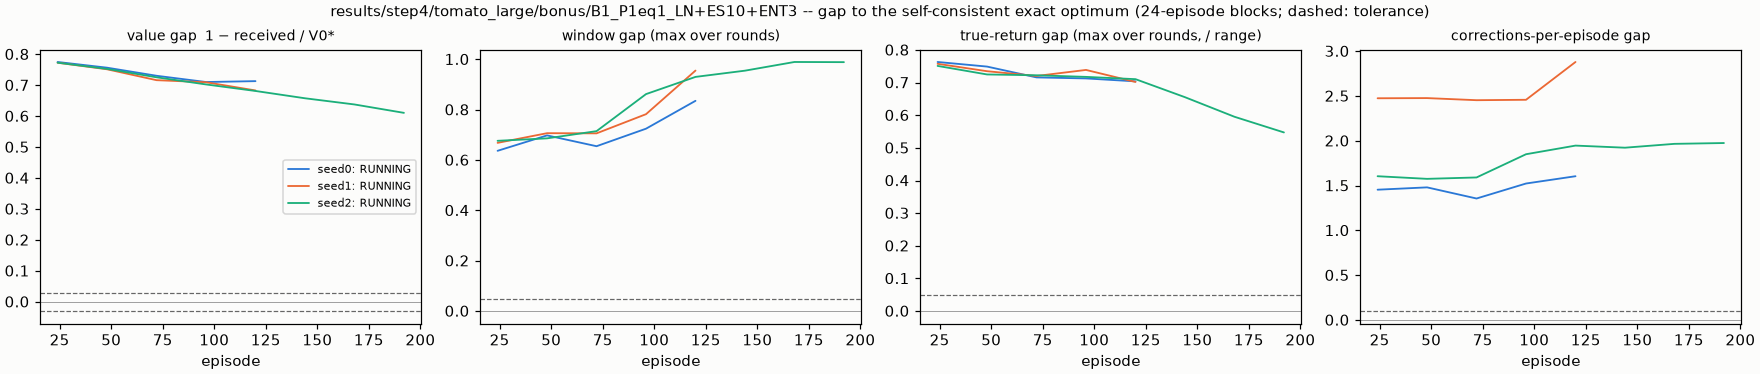 results/step4/tomato_large/bonus/B1_P1eq1_LN+ES10+ENT3 -- gap to the self-consistent exact optimum (24-episode blocks; dashed: tolerance)
value gap 1 − received / V0*
0.8
0.7
0.6
0.5
0.4
0.3
0.2
0.1
0.0
seed0: RUNNING
seed1: RUNNING
seed2: RUNNING
25 50 75 100 125 150 175 200
episode
window gap (max over rounds)
1.0
0.8
0.6
0.4
0.2
0.0
25 50 75 100 125 150 175 200
episode
true-return gap (max over rounds, / range)
0.8
0.7
0.6
0.5
0.4
0.3
0.2
0.1
0.0
25 50 75 100 125 150 175 200
episode
corrections-per-episode gap
3.0
2.5
2.0
1.5
1.0
0.5
0.0
25 50 75 100 125 150 175 200
episode